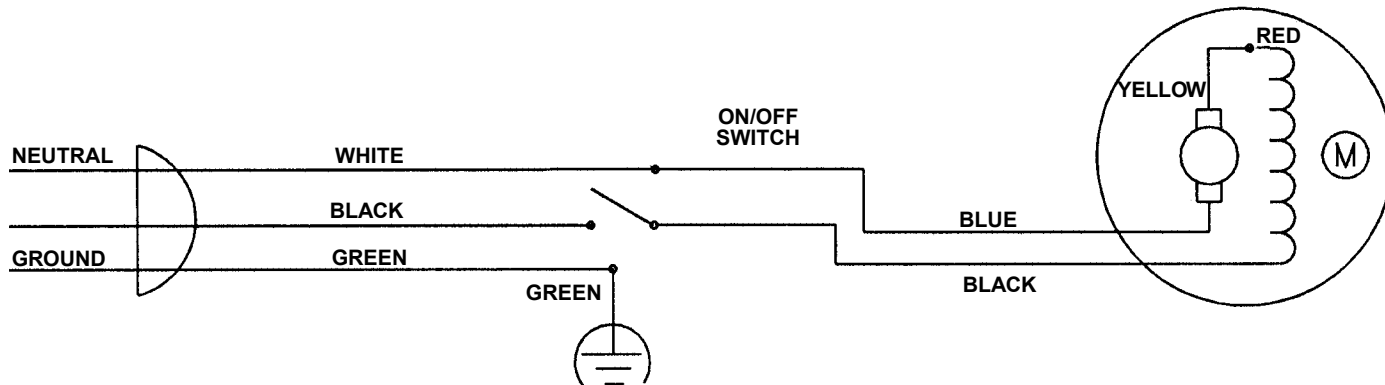 RED
YELLOW
ON/OFF
SWITCH
NEUTRAL
WHITE
M
BLACK
BLUE
GROUND
GREEN
GREEN
BLACK